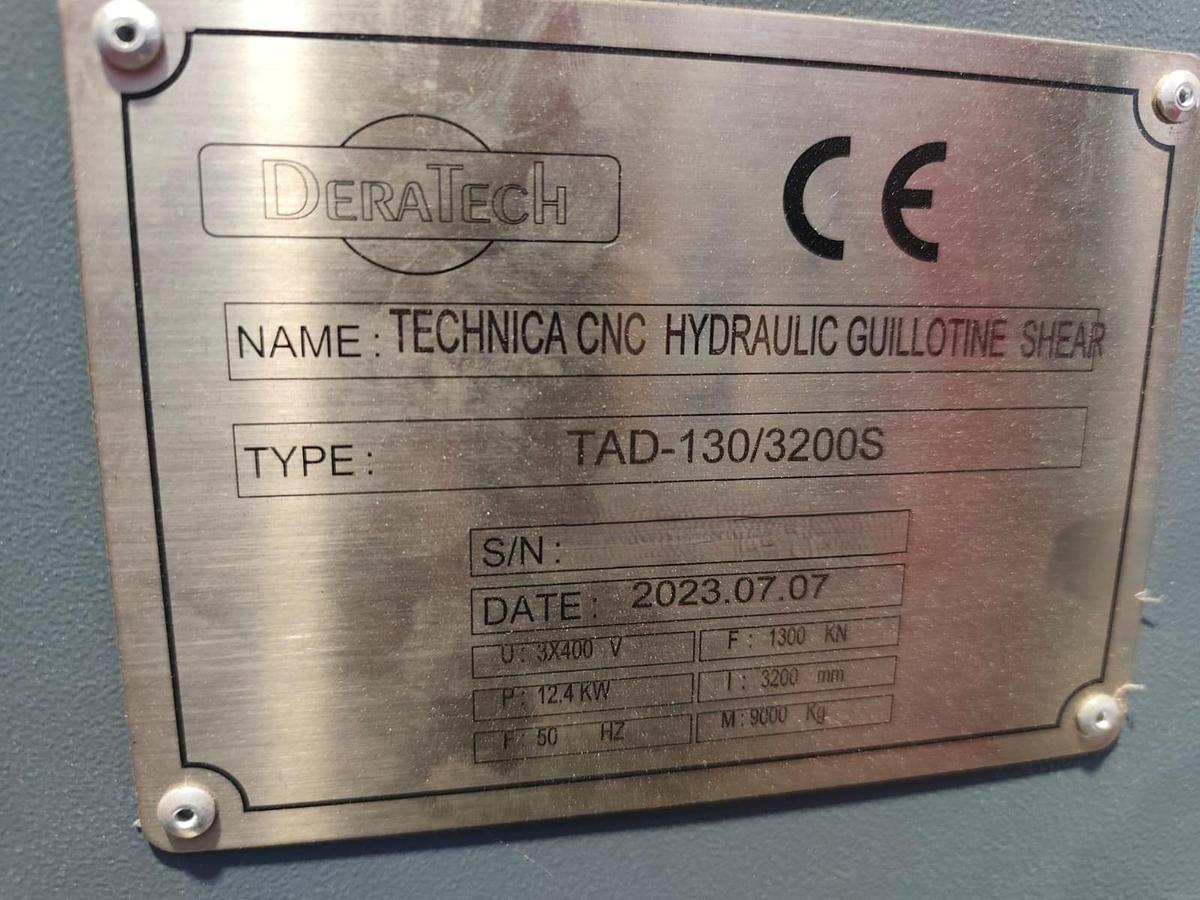 DERATECH
CE
NAME : TECHNICA CNC HYDRAULIC GUILLOTINE SHEAR
TYPE : TAD-130/3200S
S/N :
DATE : 2023.07.07
U : 3X400 V F : 1300 KN
P : 12.4 KW I : 3200 mm
F : 50 HZ M : 9000 Kg